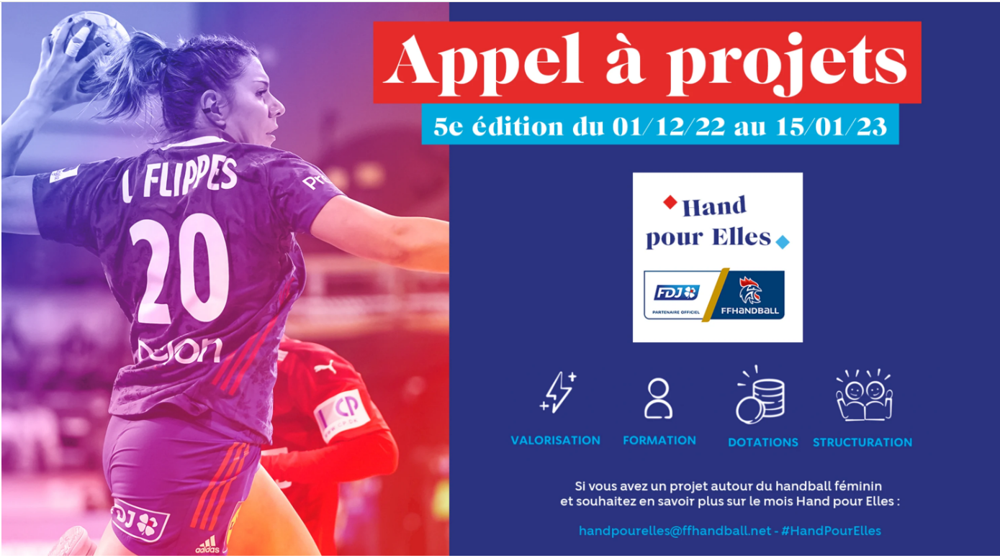 Appel à projets
5e édition du 01/12/22 au 15/01/23
FLIPPES
20
Hand
pour Elles
FDJ
PARTENAIRE OFFICIEL
FFHANDBALL
CP
VALORISATION FORMATION DOTATIONS STRUCTURATION
Si vous avez un projet autour du handball féminin
et souhaitez en savoir plus sur le mois Hand pour Elles :
handpourelles@ffhandball.net - #HandPourElles
adidas